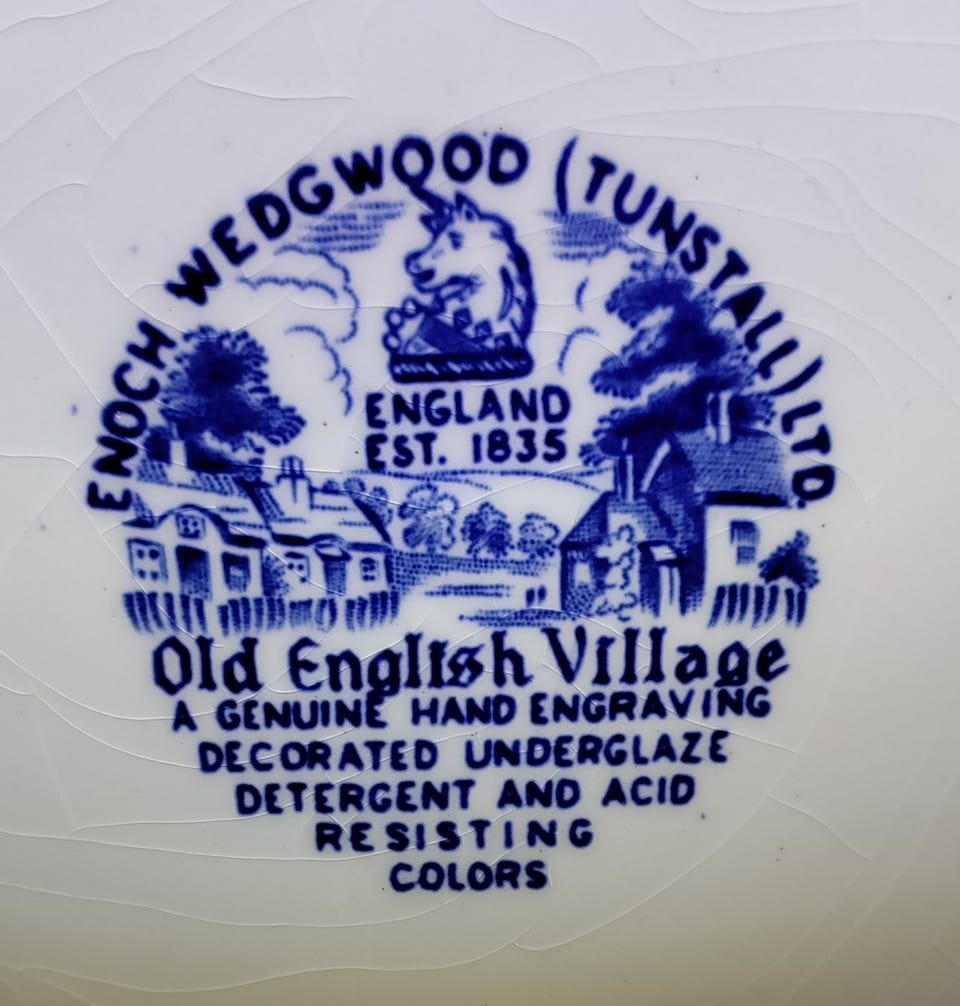 ENOCH WEDGWOOD (TUNSTALL) LTD.
ENGLAND
EST. 1835
Old English Village
A GENUINE HAND ENGRAVING
DECORATED UNDERGLAZE
DETERGENT AND ACID
RESISTING
COLORS